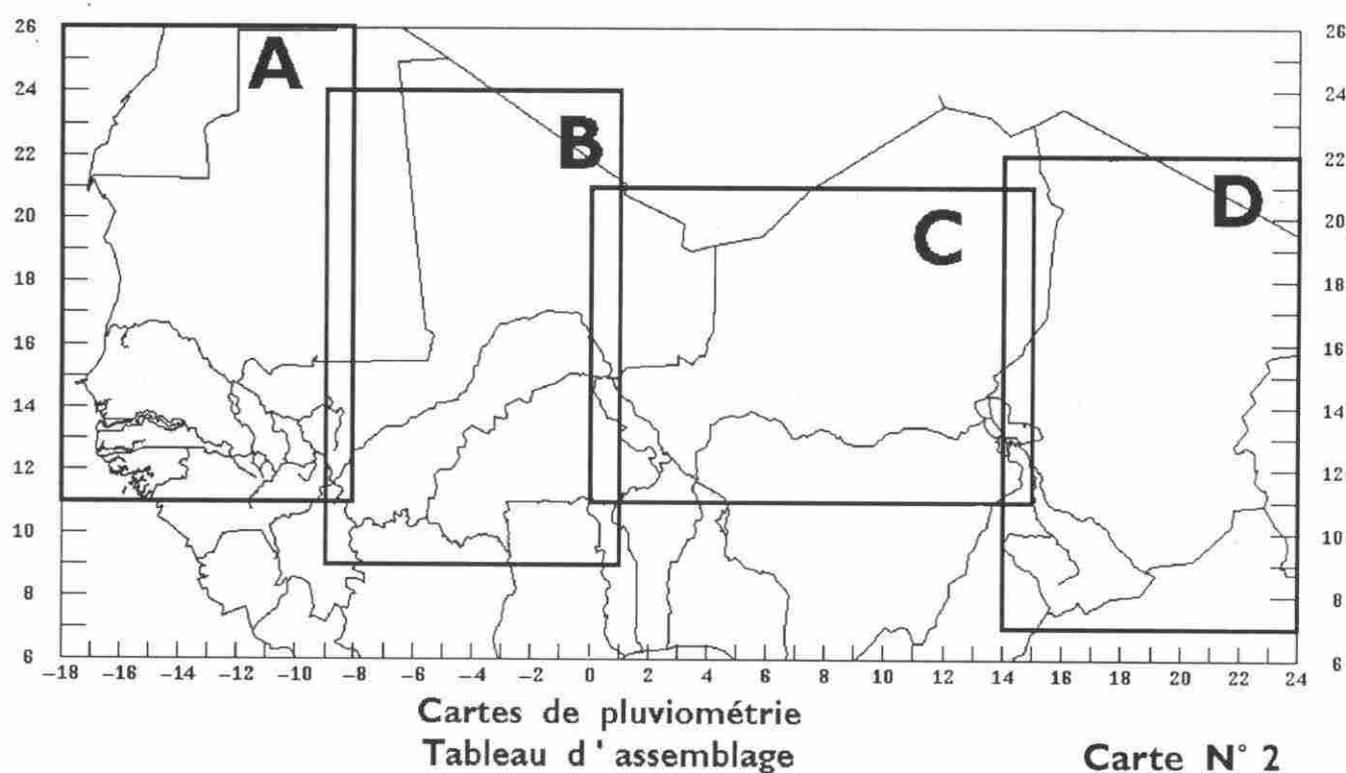 26 26
24 A 24
B
22 22
20 C D 20
18 18
16 16
14 14
12 12
10 10
8 8
6 6
-18 -16 -14 -12 -10 -8 -6 -4 -2 0 2 4 6 8 10 12 14 16 18 20 22 24
Cartes de pluviométrie
Tableau d'assemblage Carte N° 2